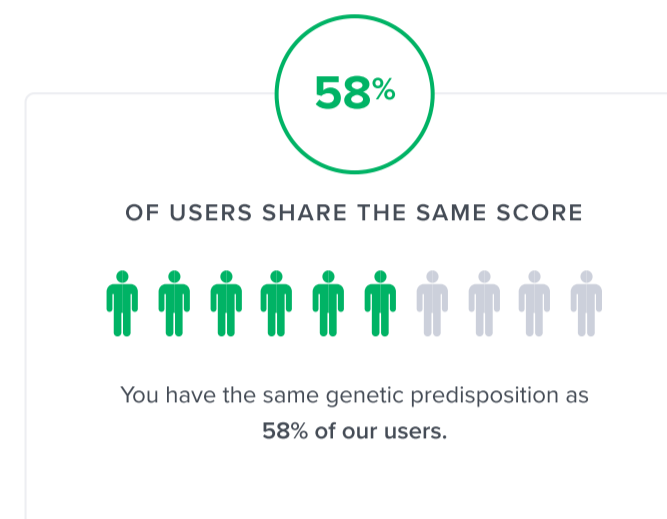 58%
OF USERS SHARE THE SAME SCORE
You have the same genetic predisposition as
58% of our users.